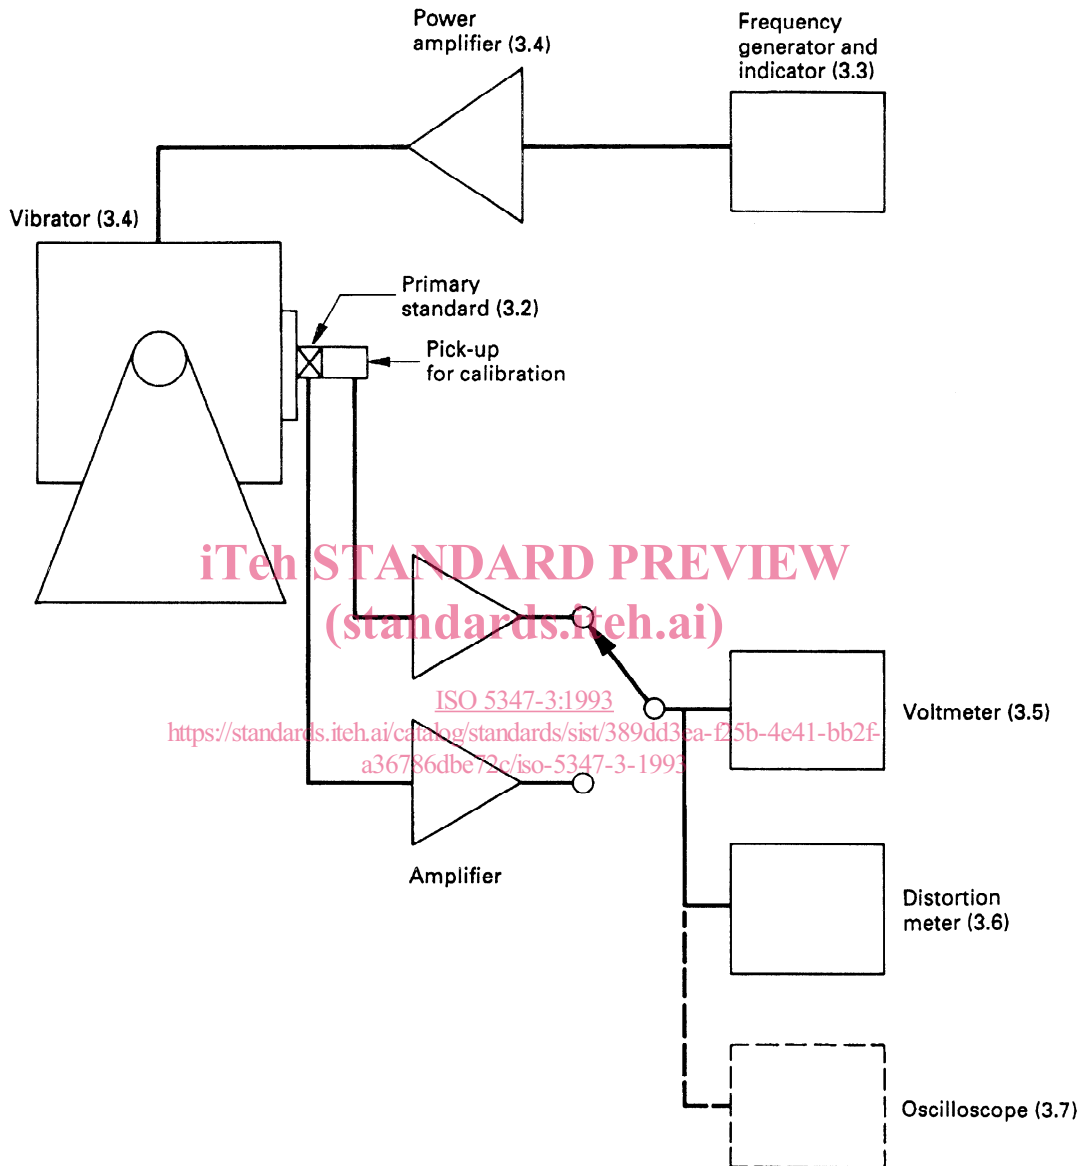 Power
amplifier (3.4)
Frequency
generator and
indicator (3.3)
Vibrator (3.4)
Primary
standard (3.2)
Pick-up
for calibration
iTeh STANDARD PREVIEW
(standards.iteh.ai)
ISO 5347-3:1993
https://standards.iteh.ai/catalog/standards/sist/389dd3ea-f25b-4e41-bb2f-
a36786dbe72c/iso-5347-3-1993
Voltmeter (3.5)
Amplifier
Distortion
meter (3.6)
Oscilloscope (3.7)